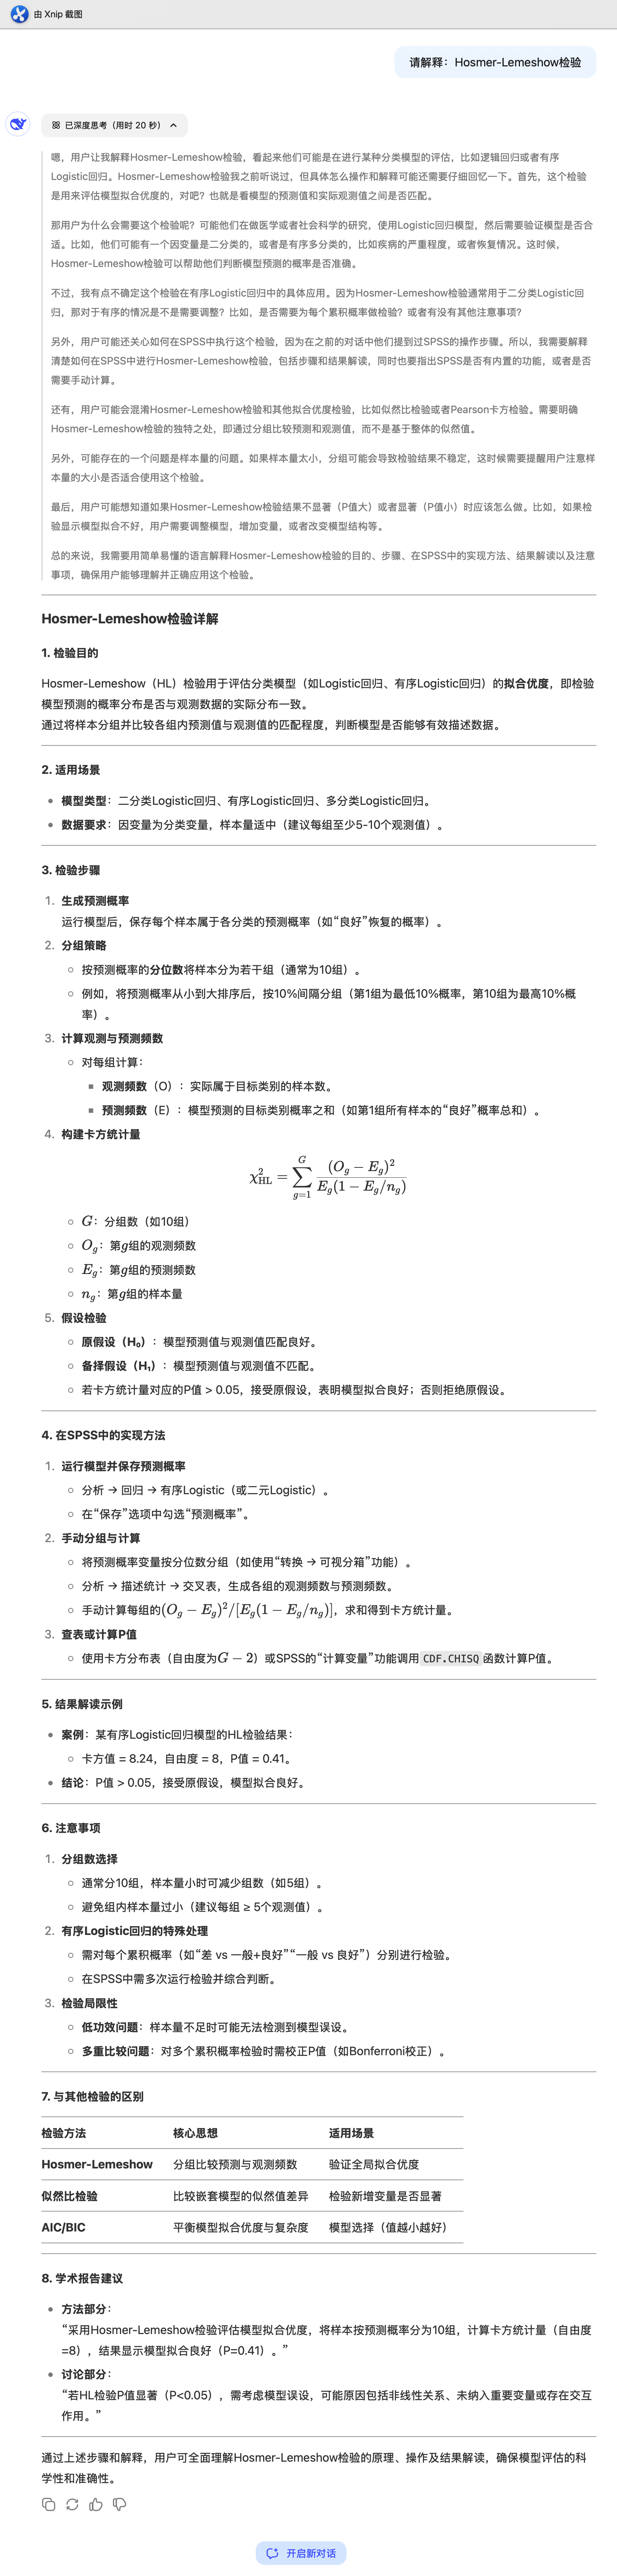 由 Xnip 截图
请解释：Hosmer-Lemeshow检验
已深度思考（用时 20 秒）
嗯，用户让我解释Hosmer-Lemeshow检验，看起来他们可能是在进行某种分类模型的评估，比如逻辑回归或者有序
Logistic回归。Hosmer-Lemeshow检验我之前听说过，但具体怎么操作和解释可能还需要仔细回忆一下。首先，这个检验
是用来评估模型拟合优度的，对吧？也就是看模型的预测值和实际观测值之间是否匹配。
那用户为什么会需要这个检验呢？可能他们在做医学或者社会科学的研究，使用Logistic回归模型，然后需要验证模型是否合
适。比如，他们可能有一个因变量是二分类的，或者是有序多分类的，比如疾病的严重程度，或者恢复情况。这时候，
Hosmer-Lemeshow检验可以帮助他们判断模型预测的概率是否准确。
不过，我有点不确定这个检验在有序Logistic回归中的具体应用。因为Hosmer-Lemeshow检验通常用于二分类Logistic回
归，那对于有序的情况是不是需要调整？比如，是否需要为每个累积概率做检验？或者有没有其他注意事项？
另外，用户可能还关心如何在SPSS中执行这个检验，因为在之前的对话中他们提到过SPSS的操作步骤。所以，我需要解释
清楚如何在SPSS中进行Hosmer-Lemeshow检验，包括步骤和结果解读，同时也要指出SPSS是否有内置的功能，或者是否
需要手动计算。
还有，用户可能会混淆Hosmer-Lemeshow检验和其他拟合优度检验，比如似然比检验或者Pearson卡方检验。需要明确
Hosmer-Lemeshow检验的独特之处，即通过分组比较预测和观测值，而不是基于整体的似然值。
另外，可能存在的一个问题是样本量的问题。如果样本量太小，分组可能会导致检验结果不稳定，这时候需要提醒用户注意样
本量的大小是否适合使用这个检验。
最后，用户可能想知道如果Hosmer-Lemeshow检验结果不显著（P值大）或者显著（P值小）时应该怎么做。比如，如果检
验显示模型拟合不好，用户需要调整模型，增加变量，或者改变模型结构等。
总的来说，我需要用简单易懂的语言解释Hosmer-Lemeshow检验的目的、步骤、在SPSS中的实现方法、结果解读以及注意
事项，确保用户能够理解并正确应用这个检验。
Hosmer-Lemeshow检验详解
1. 检验目的
Hosmer-Lemeshow（HL）检验用于评估分类模型（如Logistic回归、有序Logistic回归）的拟合优度，即检验
模型预测的概率分布是否与观测数据的实际分布一致。
通过将样本分组并比较各组内预测值与观测值的匹配程度，判断模型是否能够有效描述数据。
2. 适用场景
• 模型类型：二分类Logistic回归、有序Logistic回归、多分类Logistic回归。
• 数据要求：因变量为分类变量，样本量适中（建议每组至少5-10个观测值）。
3. 检验步骤
1. 生成预测概率
运行模型后，保存每个样本属于各分类的预测概率（如“良好”恢复的概率）。
2. 分组策略
○ 按预测概率的分位数将样本分为若干组（通常为10组）。
○ 例如，将预测概率从小到大排序后，按10%间隔分组（第1组为最低10%概率，第10组为最高10%概
率）。
3. 计算观测与预测频数
○ 对每组计算：
■ 观测频数（O）：实际属于目标类别的样本数。
■ 预测频数（E）：模型预测的目标类别概率之和（如第1组所有样本的“良好”概率总和）。
4. 构建卡方统计量
$\chi^2_{\text{HL}} = \sum_{g=1}^{G} \frac{(O_g - E_g)^2}{E_g(1 - E_g/n_g)}$
○ $G$：分组数（如10组）
○ $O_g$：第$g$组的观测频数
○ $E_g$：第$g$组的预测频数
○ $n_g$：第$g$组的样本量
5. 假设检验
○ 原假设（H₀）：模型预测值与观测值匹配良好。
○ 备择假设（H₁）：模型预测值与观测值不匹配。
○ 若卡方统计量对应的P值 > 0.05，接受原假设，表明模型拟合良好；否则拒绝原假设。
4. 在SPSS中的实现方法
1. 运行模型并保存预测概率
○ 分析 → 回归 → 有序Logistic（或二元Logistic）。
○ 在“保存”选项中勾选“预测概率”。
2. 手动分组与计算
○ 将预测概率变量按分位数分组（如使用“转换 → 可视分箱”功能）。
○ 分析 → 描述统计 → 交叉表，生成各组的观测频数与预测频数。
○ 手动计算每组的$(O_g - E_g)^2/[E_g(1 - E_g/n_g)]$，求和得到卡方统计量。
3. 查表或计算P值
○ 使用卡方分布表（自由度为$G - 2$）或SPSS的“计算变量”功能调用CDF.CHISQ函数计算P值。
5. 结果解读示例
• 案例：某有序Logistic回归模型的HL检验结果：
○ 卡方值 = 8.24，自由度 = 8，P值 = 0.41。
• 结论：P值 > 0.05，接受原假设，模型拟合良好。
6. 注意事项
1. 分组数选择
○ 通常分10组，样本量小时可减少组数（如5组）。
○ 避免组内样本量过小（建议每组 ≥ 5个观测值）。
2. 有序Logistic回归的特殊处理
○ 需对每个累积概率（如“差 vs 一般+良好”“一般 vs 良好”）分别进行检验。
○ 在SPSS中需多次运行检验并综合判断。
3. 检验局限性
○ 低功效问题：样本量不足时可能无法检测到模型误设。
○ 多重比较问题：对多个累积概率检验时需校正P值（如Bonferroni校正）。
7. 与其他检验的区别
检验方法 核心思想 适用场景
Hosmer-Lemeshow 分组比较预测与观测频数 验证全局拟合优度
似然比检验 比较嵌套模型的似然值差异 检验新增变量是否显著
AIC/BIC 平衡模型拟合优度与复杂度 模型选择（值越小越好）
8. 学术报告建议
• 方法部分：
“采用Hosmer-Lemeshow检验评估模型拟合优度，将样本按预测概率分为10组，计算卡方统计量（自由度
=8），结果显示模型拟合良好（P=0.41）。”
• 讨论部分：
“若HL检验P值显著（P<0.05），需考虑模型误设，可能原因包括非线性关系、未纳入重要变量或存在交互
作用。”
通过上述步骤和解释，用户可全面理解Hosmer-Lemeshow检验的原理、操作及结果解读，确保模型评估的科
学性和准确性。
开启新对话